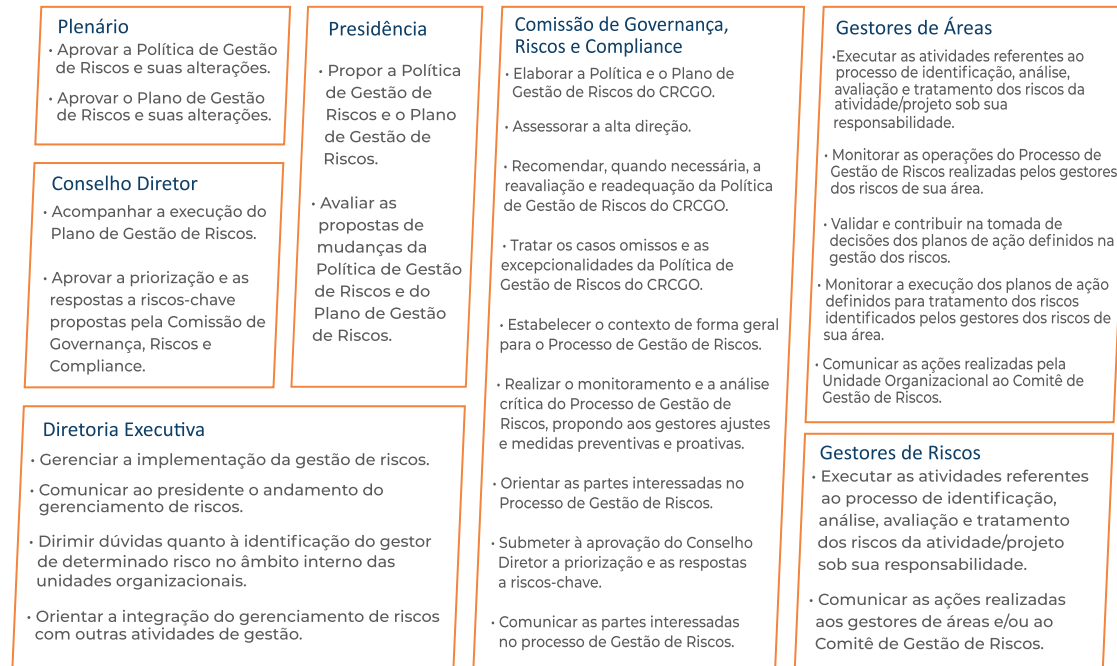 Plenário
· Aprovar a Política de Gestão
de Riscos e suas alterações.
· Aprovar o Plano de Gestão
de Riscos e suas alterações.
Conselho Diretor
· Acompanhar a execução do
Plano de Gestão de Riscos.
· Aprovar a priorização e as
respostas a riscos-chave
propostas pela Comissão de
Governança, Riscos e
Compliance.
Presidência
· Propor a Política
de Gestão de
Riscos e o Plano
de Gestão de
Riscos.
· Avaliar as
propostas de
mudanças da
Política de Gestão
de Riscos e do
Plano de Gestão
de Riscos.
Diretoria Executiva
· Gerenciar a implementação da gestão de riscos.
· Comunicar ao presidente o andamento do
gerenciamento de riscos.
· Dirimir dúvidas quanto à identificação do gestor
de determinado risco no âmbito interno das
unidades organizacionais.
· Orientar a integração do gerenciamento de riscos
com outras atividades de gestão.
Comissão de Governança,
Riscos e Compliance
· Elaborar a Política e o Plano de
Gestão de Riscos do CRCGO.
· Assessorar a alta direção.
· Recomendar, quando necessária, a
reavaliação e readequação da Política
de Gestão de Riscos do CRCGO.
· Tratar os casos omissos e as
excepcionalidades da Política de
Gestão de Riscos do CRCGO.
· Estabelecer o contexto de forma geral
para o Processo de Gestão de Riscos.
· Realizar o monitoramento e a análise
crítica do Processo de Gestão de
Riscos, propondo aos gestores ajustes
e medidas preventivas e proativas.
· Orientar as partes interessadas no
Processo de Gestão de Riscos.
· Submeter à aprovação do Conselho
Diretor a priorização e as respostas
a riscos-chave.
· Comunicar as partes interessadas
no processo de Gestão de Riscos.
Gestores de Áreas
·Executar as atividades referentes ao
processo de identificação, análise,
avaliação e tratamento dos riscos da
atividade/projeto sob sua
responsabilidade.
· Monitorar as operações do Processo de
Gestão de Riscos realizadas pelos gestores
dos riscos de sua área.
· Validar e contribuir na tomada de
decisões dos planos de ação definidos na
gestão dos riscos.
· Monitorar a execução dos planos de ação
definidos para tratamento dos riscos
identificados pelos gestores dos riscos de
sua área.
· Comunicar as ações realizadas pela
Unidade Organizacional ao Comitê de
Gestão de Riscos.
Gestores de Riscos
· Executar as atividades referentes
ao processo de identificação,
análise, avaliação e tratamento
dos riscos da atividade/projeto
sob sua responsabilidade.
· Comunicar as ações realizadas
aos gestores de áreas e/ou ao
Comitê de Gestão de Riscos.